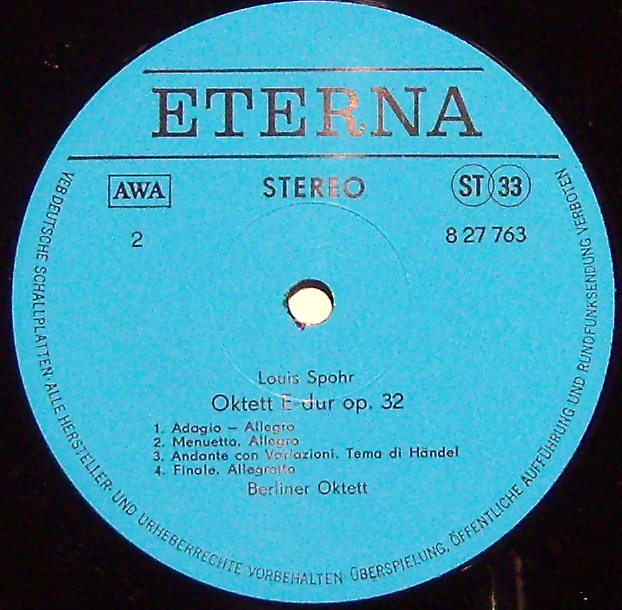 ETERNA
AWA STEREO ST 33
2 8 27 763
Louis Spohr
Oktett E-dur op. 32
1. Adagio – Allegro
2. Menuetto. Allegro
3. Andante con Variazioni. Tema di Händel
4. Finale. Allegretto
Berliner Oktett
VEB DEUTSCHE SCHALLPLATTEN · ALLE HERSTELLER- UND URHEBERRECHTE VORBEHALTEN ÜBERSPIELUNG, ÖFFENTLICHE AUFFÜHRUNG UND RUNDFUNKSENDUNG VERBOTEN